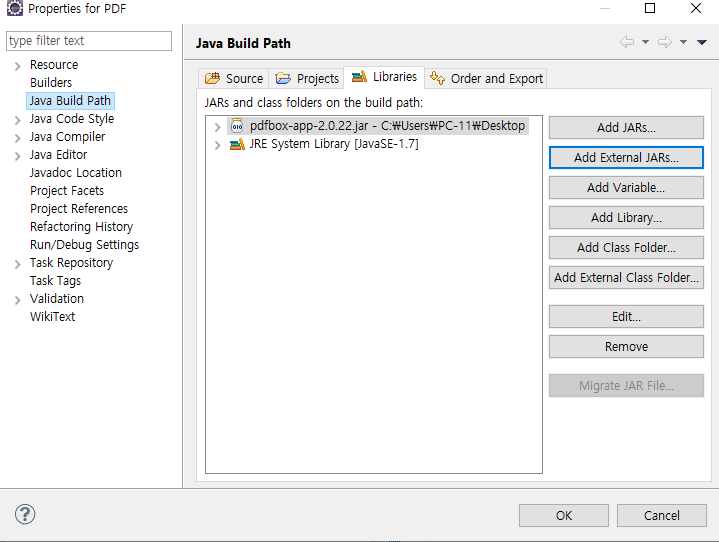 Properties for PDF
type filter text
Resource
Builders
Java Build Path
Java Code Style
Java Compiler
Java Editor
Javadoc Location
Project Facets
Project References
Refactoring History
Run/Debug Settings
Task Repository
Task Tags
Validation
WikiText
Java Build Path
Source
Projects
Libraries
Order and Export
JARs and class folders on the build path:
pdfbox-app-2.0.22.jar - C:₩Users₩PC-11₩Desktop
JRE System Library [JavaSE-1.7]
Add JARs...
Add External JARs...
Add Variable...
Add Library...
Add Class Folder...
Add External Class Folder...
Edit...
Remove
Migrate JAR File...
?
OK
Cancel